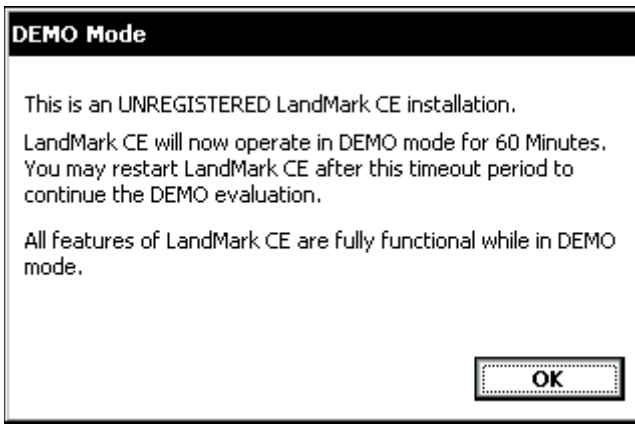 DEMO Mode
This is an UNREGISTERED LandMark CE installation.
LandMark CE will now operate in DEMO mode for 60 Minutes.
You may restart LandMark CE after this timeout period to
continue the DEMO evaluation.
All features of LandMark CE are fully functional while in DEMO
mode.
OK